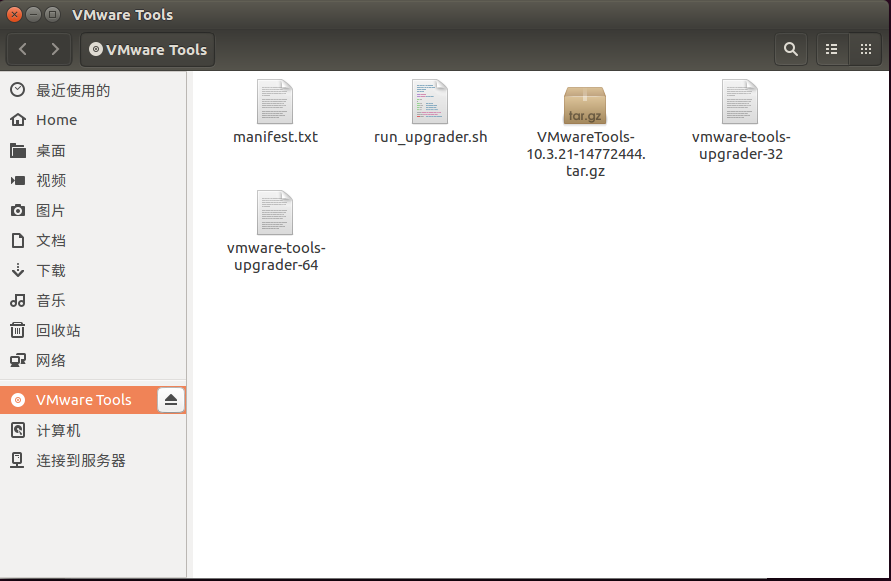 VMware Tools
VMware Tools
最近使用的
Home
桌面
视频
图片
文档
下载
音乐
回收站
网络
VMware Tools
计算机
连接到服务器
manifest.txt
run_upgrader.sh
tar.gz
VMwareTools-
10.3.21-14772444.
tar.gz
vmware-tools-
upgrader-32
vmware-tools-
upgrader-64